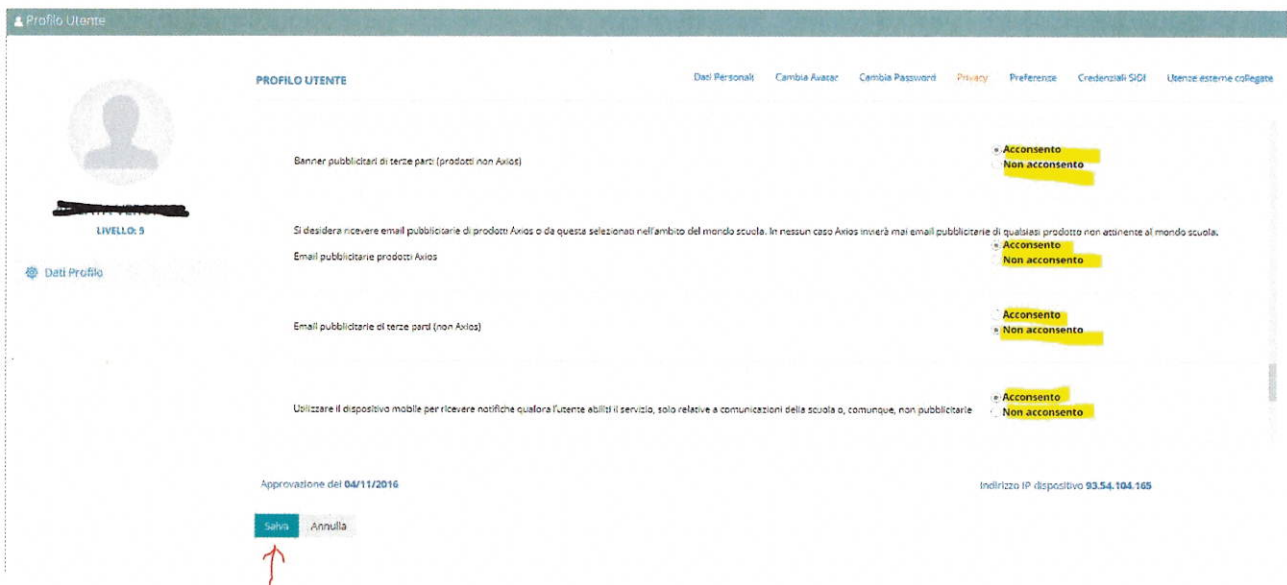 Profilo Utente
PROFILO UTENTE
Dati Personali Cambia Avatar Cambia Password Privacy Preferenze Credenziali SIDI Utenze esterne collegate
LIVELLO: 9
Dati Profilo
Banner pubblicitari di terze parti (prodotti non Axios)
Acconsento
Non acconsento
Si desidera ricevere email pubblicitarie di prodotti Axios o da questa selezionati nell'ambito del mondo scuola. In nessun caso Axios invierà mai email pubblicitarie di qualsiasi prodotto non attinente al mondo scuola.
Email pubblicitarie prodotti Axios
Acconsento
Non acconsento
Email pubblicitarie di terze parti (non Axios)
Acconsento
Non acconsento
Utilizzare il dispositivo mobile per ricevere notifiche qualora l'utente abiliti il servizio, solo relative a comunicazioni della scuola o, comunque, non pubblicitarie
Acconsento
Non acconsento
Approvazione del 04/11/2016
Indirizzo IP dispositivo 93.54.104.165
Salva Annulla